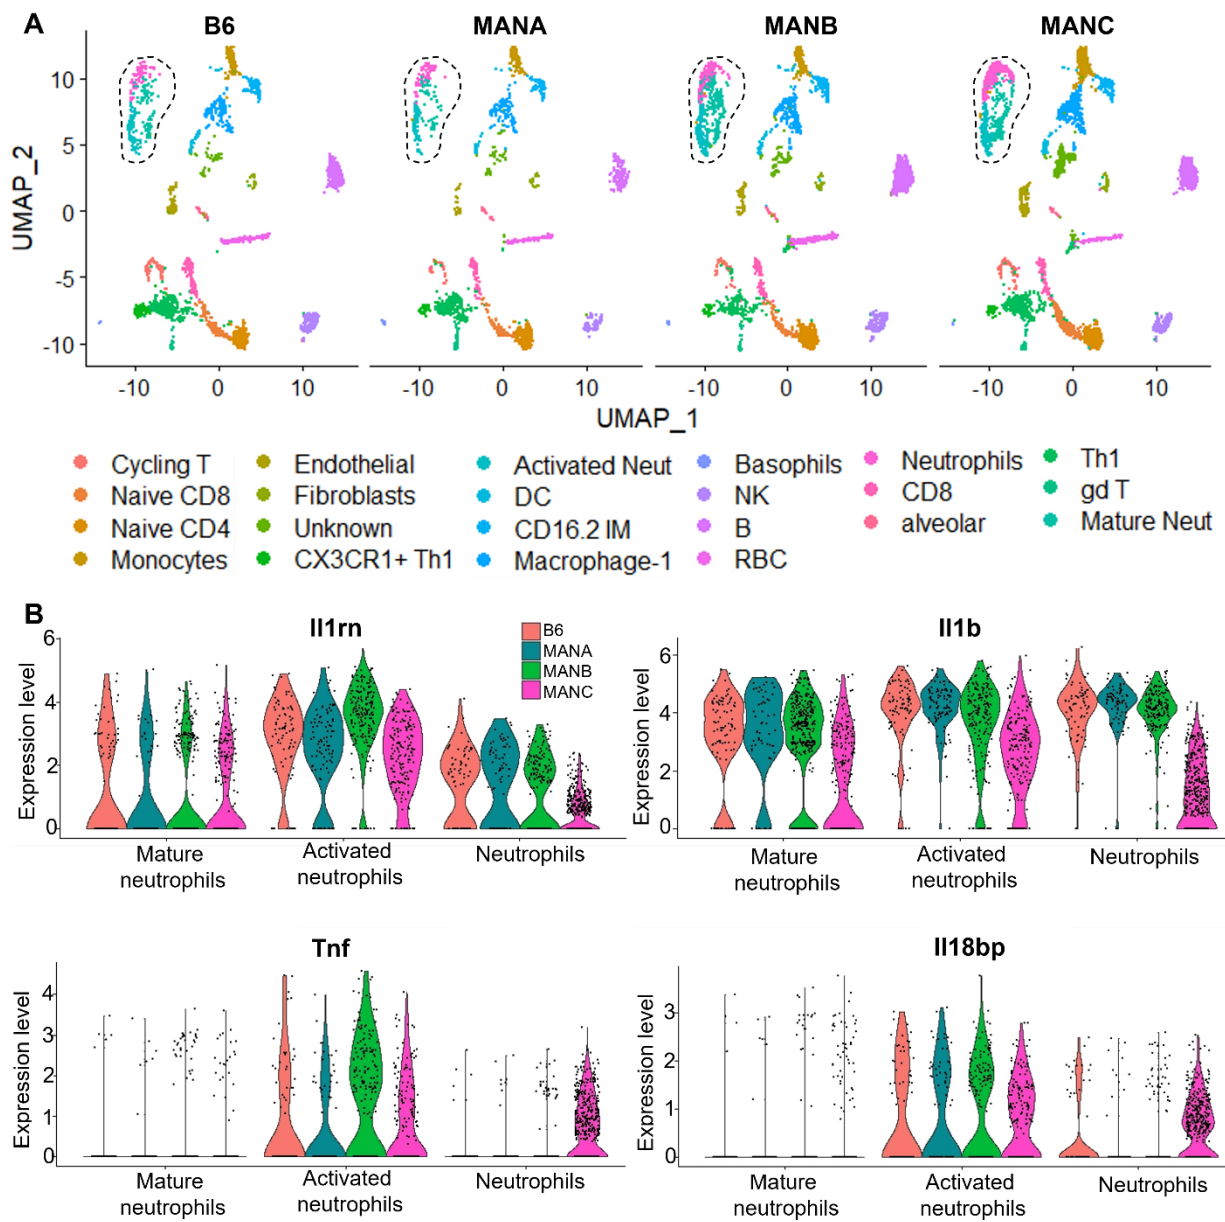 A
B6 MANA MANB MANC
UMAP_2
10
5
0
-5
-10
-10 0 10 -10 0 10 -10 0 10 -10 0 10
UMAP_1
Cycling T Endothelial Activated Neut Basophils Neutrophils Th1
Naive CD8 Fibroblasts DC NK CD8 gd T
Naive CD4 Unknown CD16.2 IM B alveolar Mature Neut
Monocytes CX3CR1+ Th1 Macrophage-1 RBC
B
Il1rn
Expression level
6
4
2
0
B6
MANA
MANB
MANC
Mature neutrophils
Activated neutrophils
Neutrophils
Il1b
Expression level
6
4
2
0
Mature neutrophils
Activated neutrophils
Neutrophils
Tnf
Expression level
4
3
2
1
0
Mature neutrophils
Activated neutrophils
Neutrophils
Il18bp
Expression level
3
2
1
0
Mature neutrophils
Activated neutrophils
Neutrophils